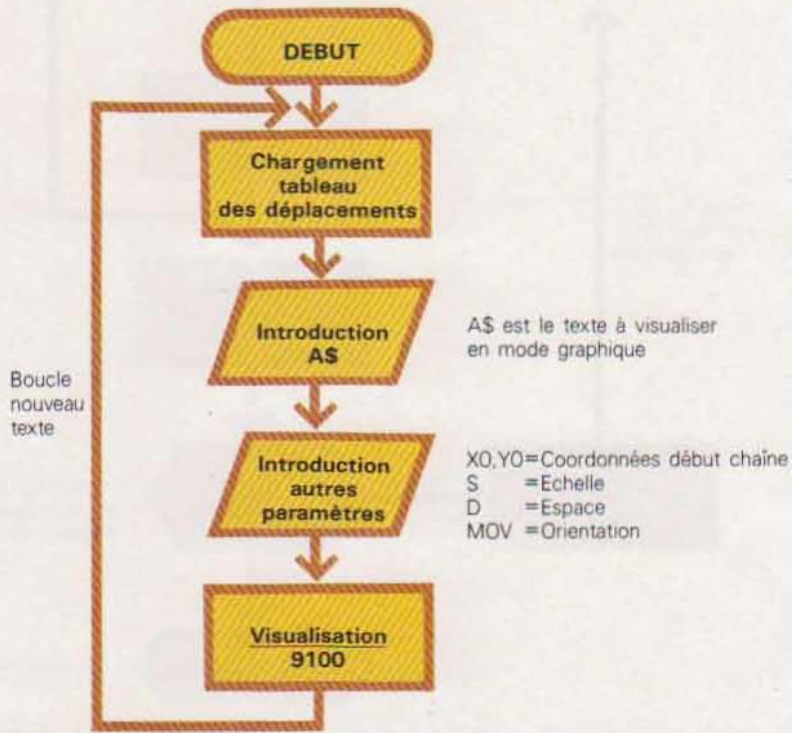 DEBUT
Chargement
tableau
des déplacements
Introduction
A$
A$ est le texte à visualiser
en mode graphique
Boucle
nouveau
texte
Introduction
autres
paramètres
X0,Y0=Coordonnées début chaîne
S =Echelle
D =Espace
MOV =Orientation
Visualisation
9100